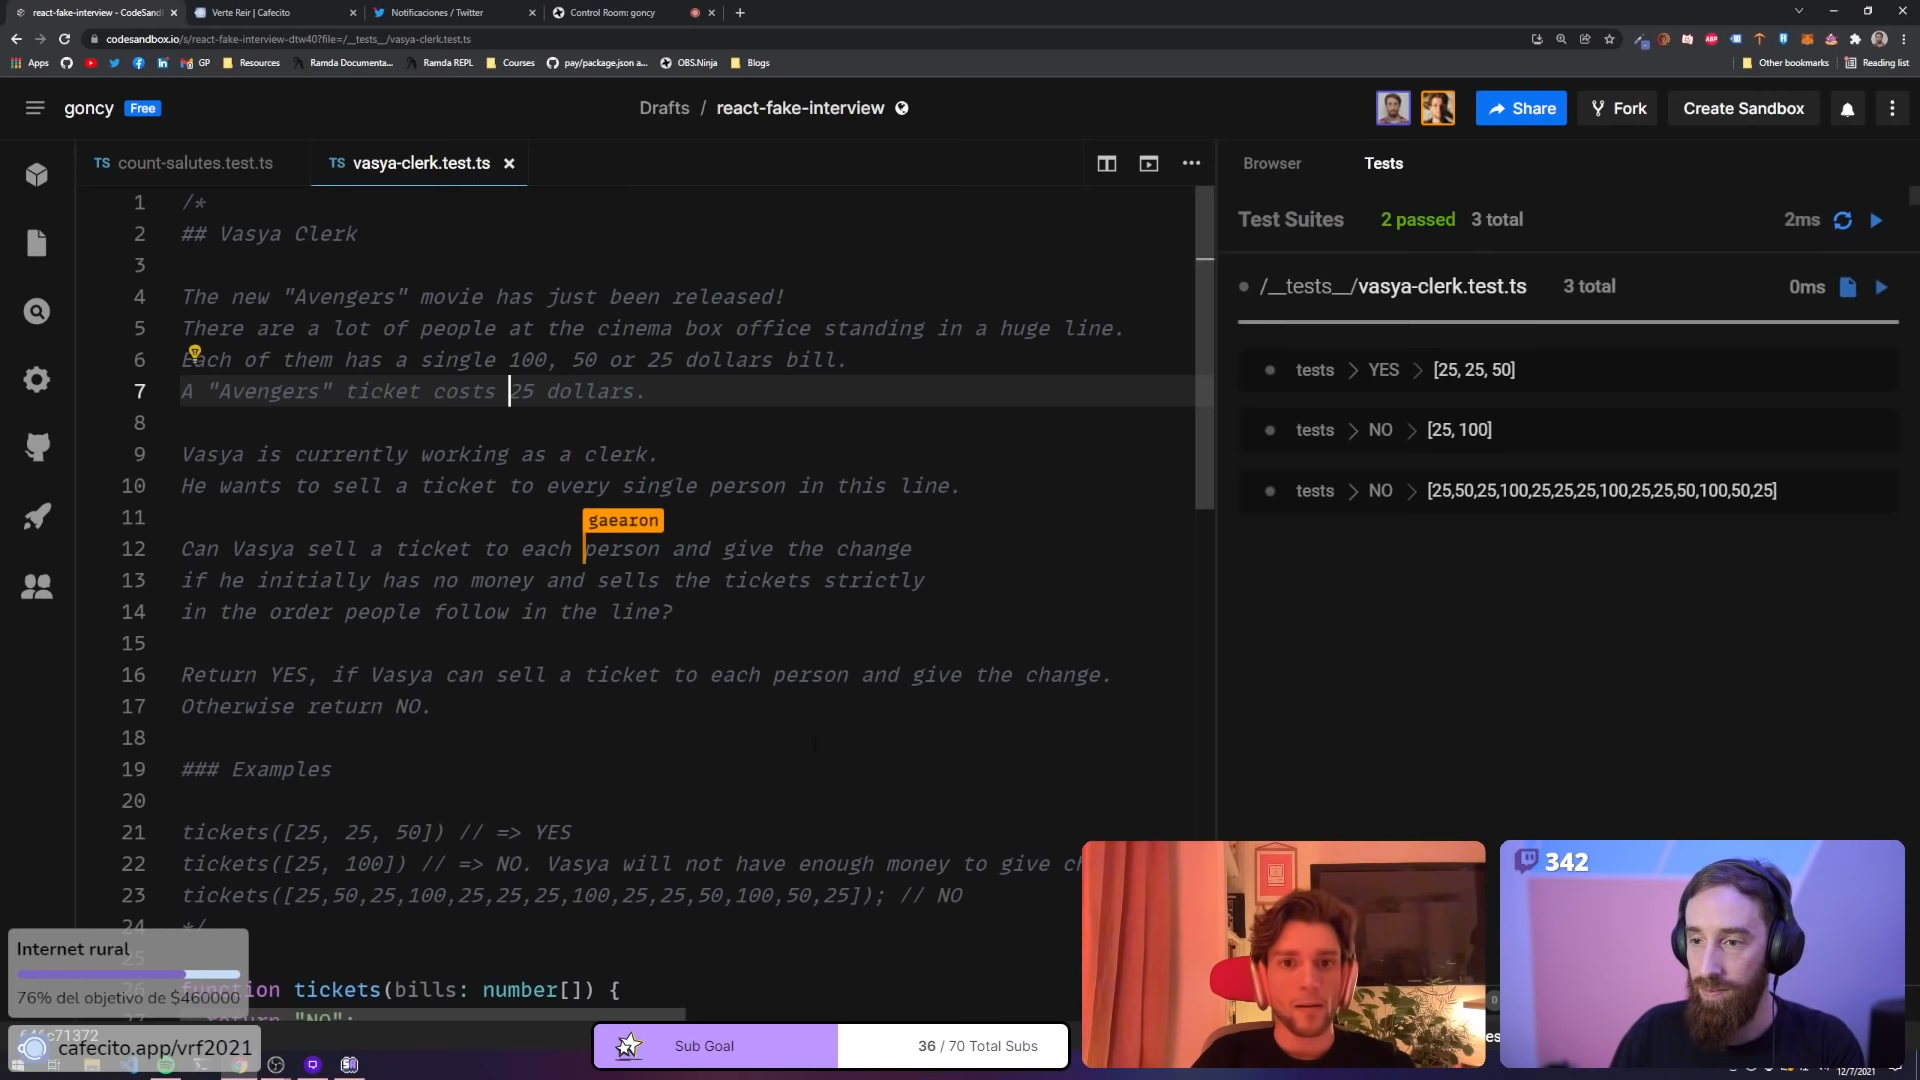 react-fake-interview - CodeSand
Verte Reir | Cafecito
Notificaciones / Twitter
Control Room: goncy
codesandbox.io/s/react-fake-interview-dtw40?file=/__tests__/vasya-clerk.test.ts
Apps
GP
Resources
Ramda Documenta...
Ramda REPL
Courses
pay/package.json a...
OBS.Ninja
Blogs
Other bookmarks
Reading list
goncy Free
Drafts / react-fake-interview
Share
Fork
Create Sandbox
TS count-salutes.test.ts
TS vasya-clerk.test.ts
Browser
Tests
1 /*
2 ## Vasya Clerk
3
4 The new "Avengers" movie has just been released!
5 There are a lot of people at the cinema box office standing in a huge line.
6 Each of them has a single 100, 50 or 25 dollars bill.
7 A "Avengers" ticket costs 25 dollars.
8
9 Vasya is currently working as a clerk.
10 He wants to sell a ticket to every single person in this line.
11
gaearon
12 Can Vasya sell a ticket to each person and give the change
13 if he initially has no money and sells the tickets strictly
14 in the order people follow in the line?
15
16 Return YES, if Vasya can sell a ticket to each person and give the change.
17 Otherwise return NO.
18
19 ### Examples
20
21 tickets([25, 25, 50]) // => YES
22 tickets([25, 100]) // => NO. Vasya will not have enough money to give ch
23 tickets([25,50,25,100,25,25,25,100,25,25,50,100,50,25]); // NO
24 */
25
26 function tickets(bills: number[]) {
27 return "NO";
Test Suites 2 passed 3 total 2ms
/__tests__/vasya-clerk.test.ts 3 total 0ms
tests > YES > [25, 25, 50]
tests > NO > [25, 100]
tests > NO > [25,50,25,100,25,25,25,100,25,25,50,100,50,25]
Internet rural
76% del objetivo de $460000
cafecito.app/vrf2021
Sub Goal
36 / 70 Total Subs
342
12/7/2021